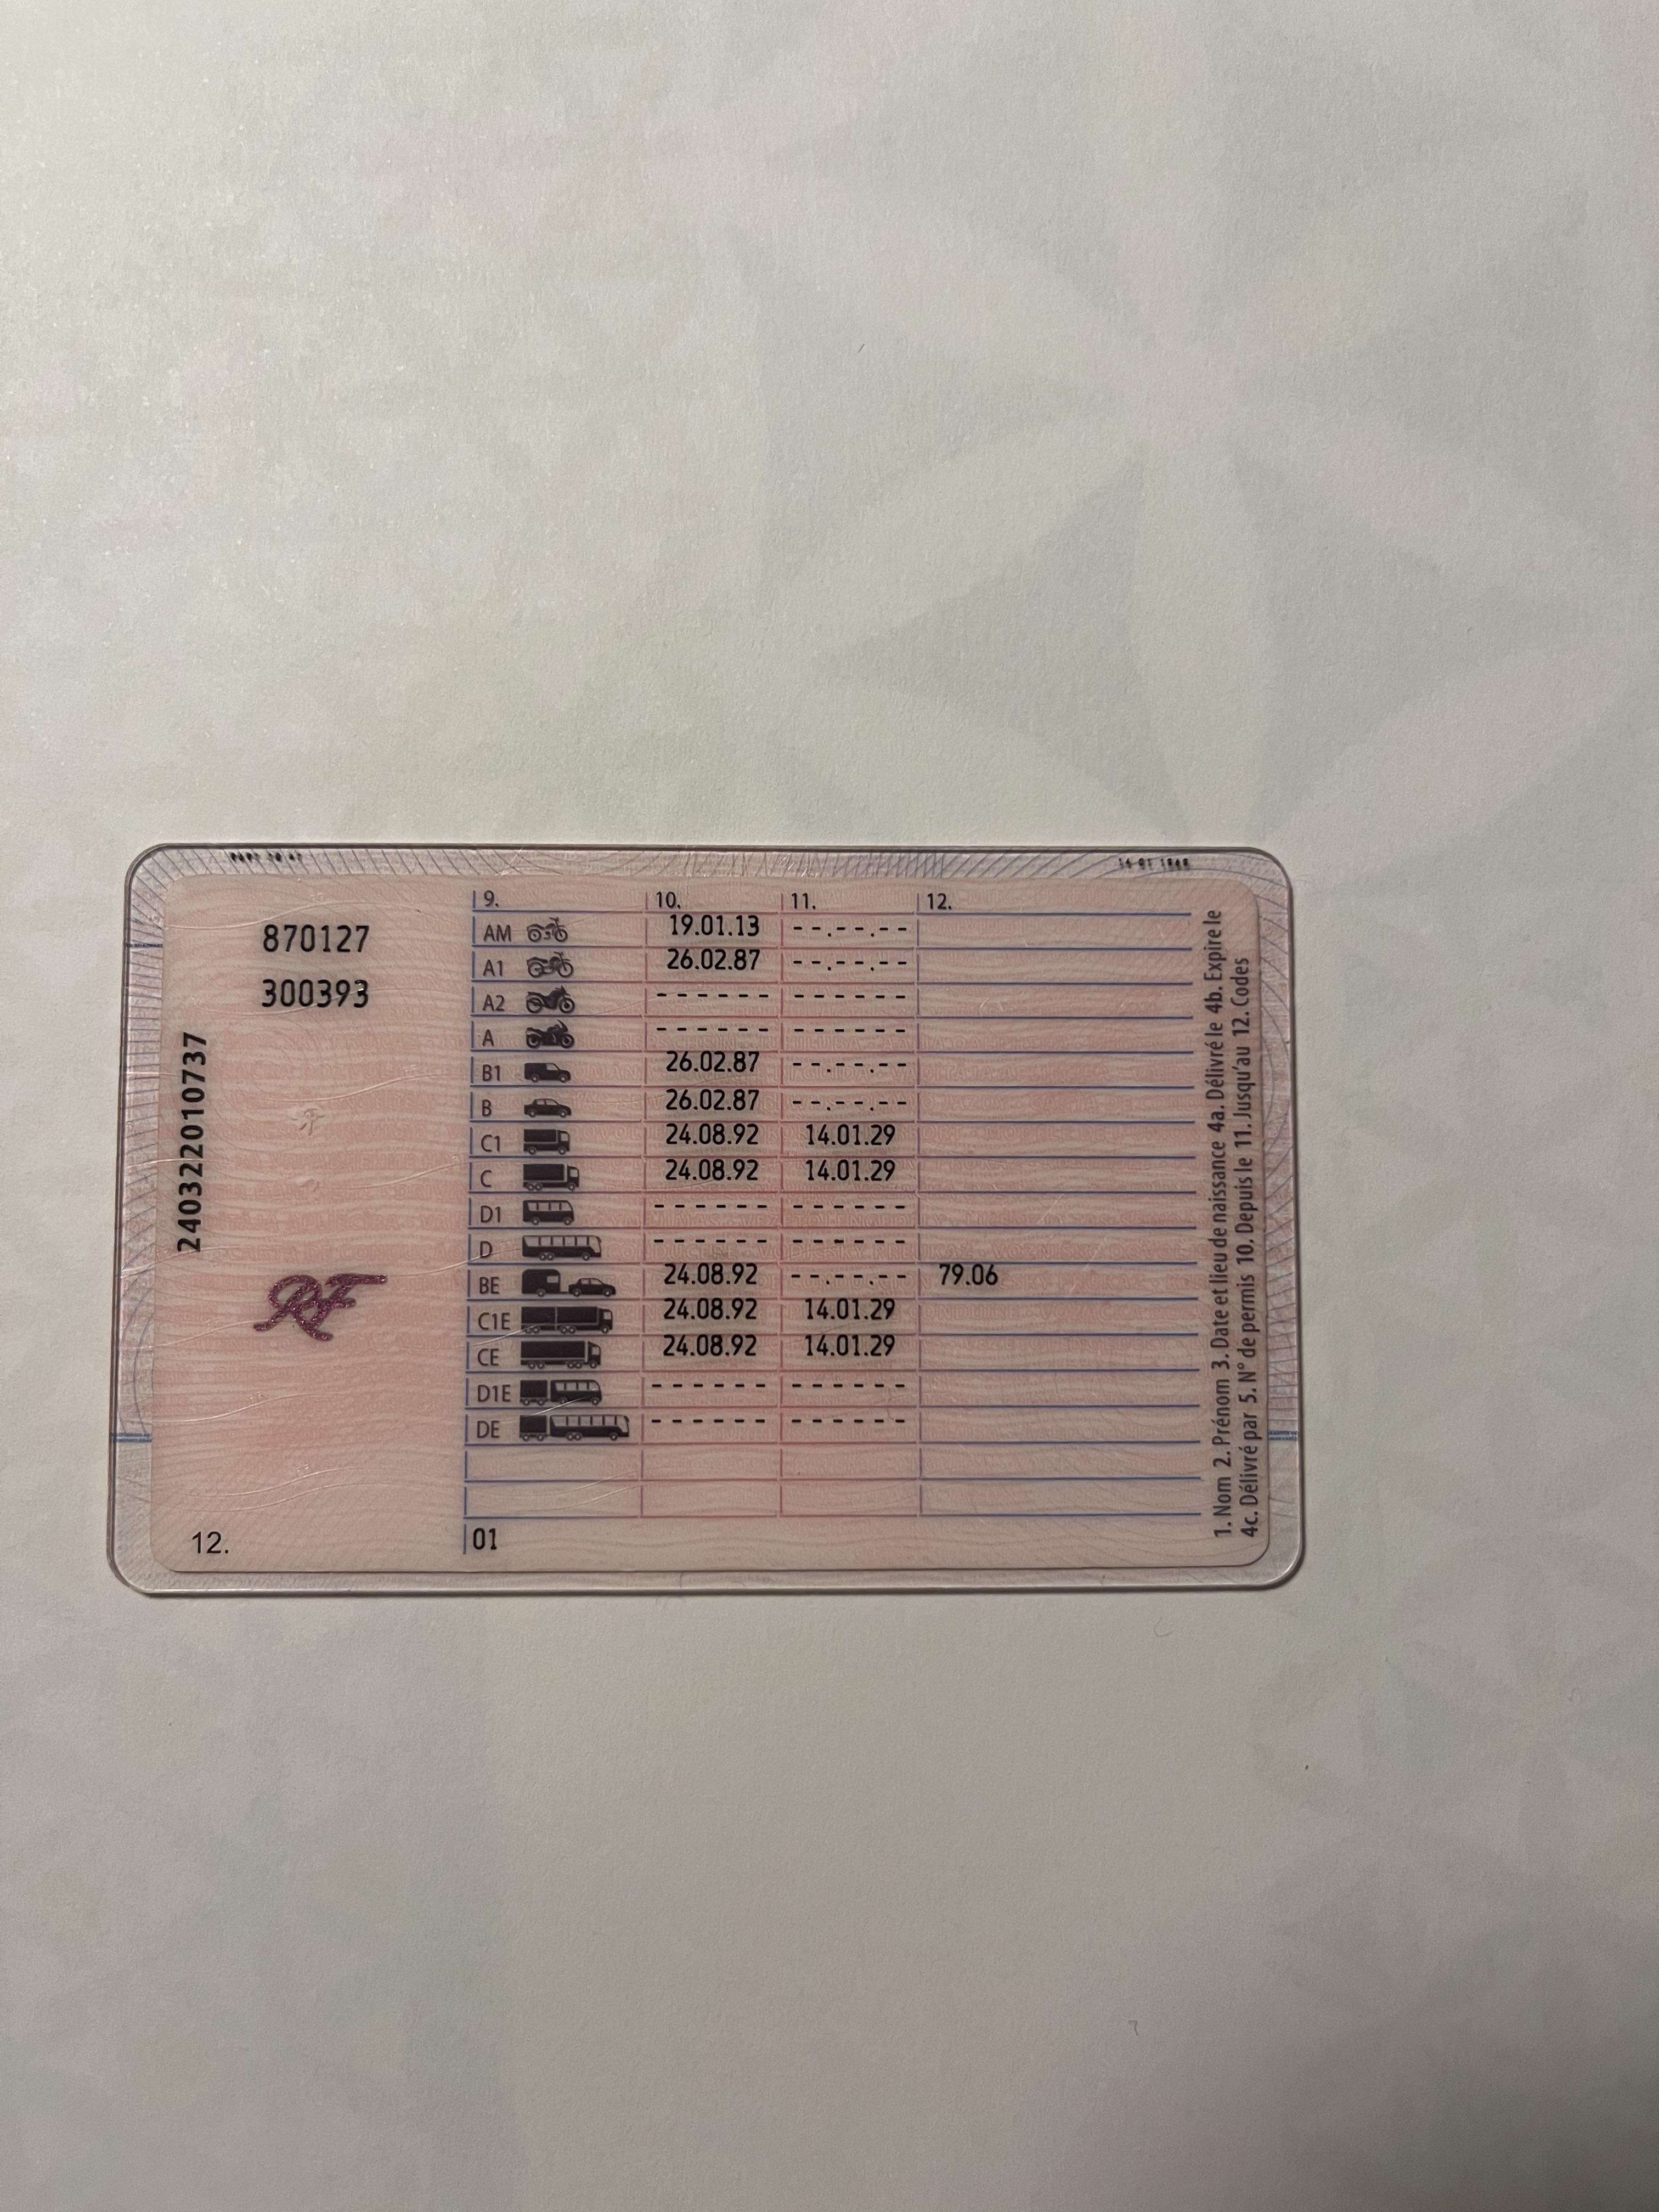 870127
300393
2403220 10737
RF
12.
9. 10. 11. 12.
AM 19.01.13 --.--.--
A1 26.02.87 --.--.--
A2 ------ ------
A ------ ------
B1 26.02.87 --.--.--
B 26.02.87 --.--.--
C1 24.08.92 14.01.29
C 24.08.92 14.01.29
D1 ------ ------
D ------ ------
BE 24.08.92 --.--.-- 79.06
C1E 24.08.92 14.01.29
CE 24.08.92 14.01.29
D1E ------ ------
DE ------ ------
01
1. Nom 2. Prénom 3. Date et lieu de naissance 4a. Délivré le 4b. Expire le
4c. Délivré par 5. N° de permis 10. Depuis le 11. Jusqu'au 12. Codes